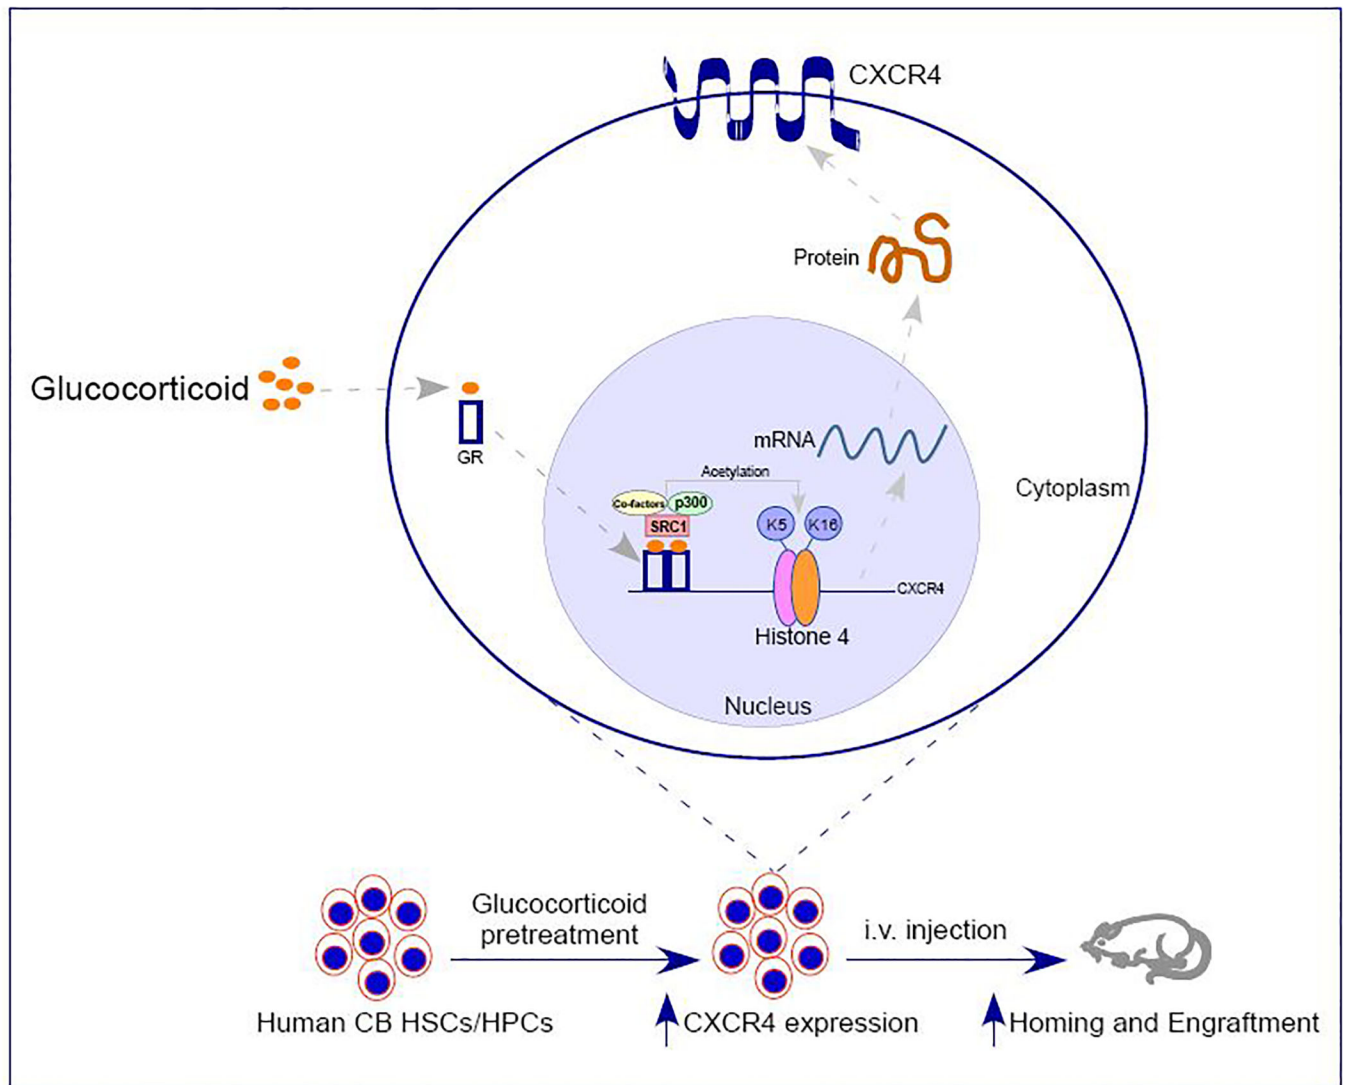 CXCR4
Protein
Glucocorticoid
GR
mRNA
Acetylation
Co-factors
p300
SRC1
K5
K16
Cytoplasm
CXCR4
Histone 4
Nucleus
Glucocorticoid
pretreatment
i.v. injection
Human CB HSCs/HPCs
CXCR4 expression
Homing and Engraftment